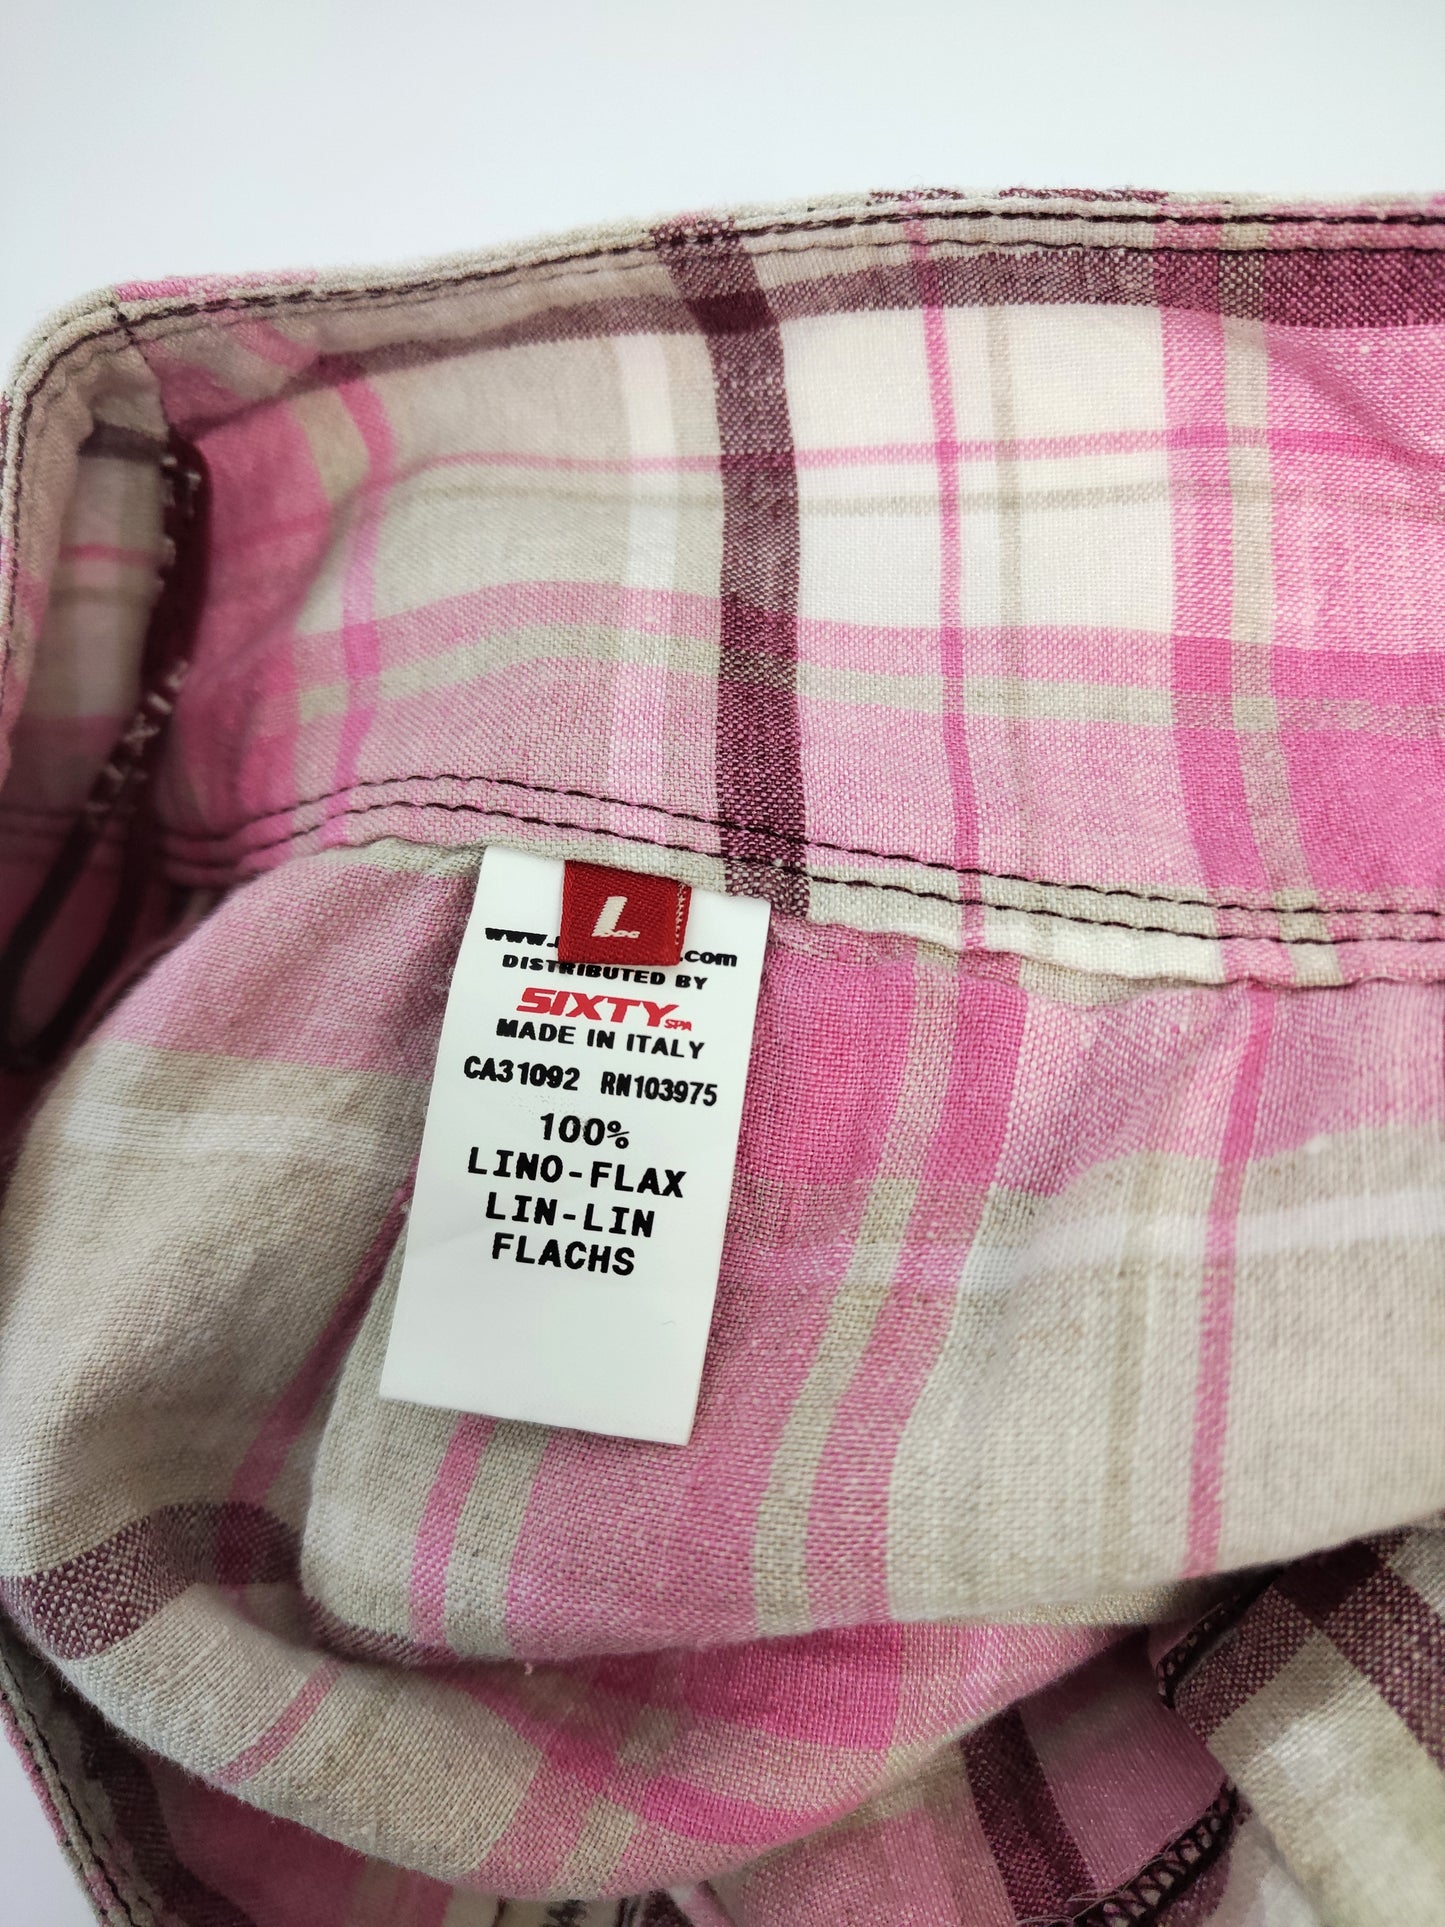 L
www. .com
DISTRIBUTED BY
SIXTY SPA
MADE IN ITALY
CA31092 RN103975
100%
LINO-FLAX
LIN-LIN
FLACHS